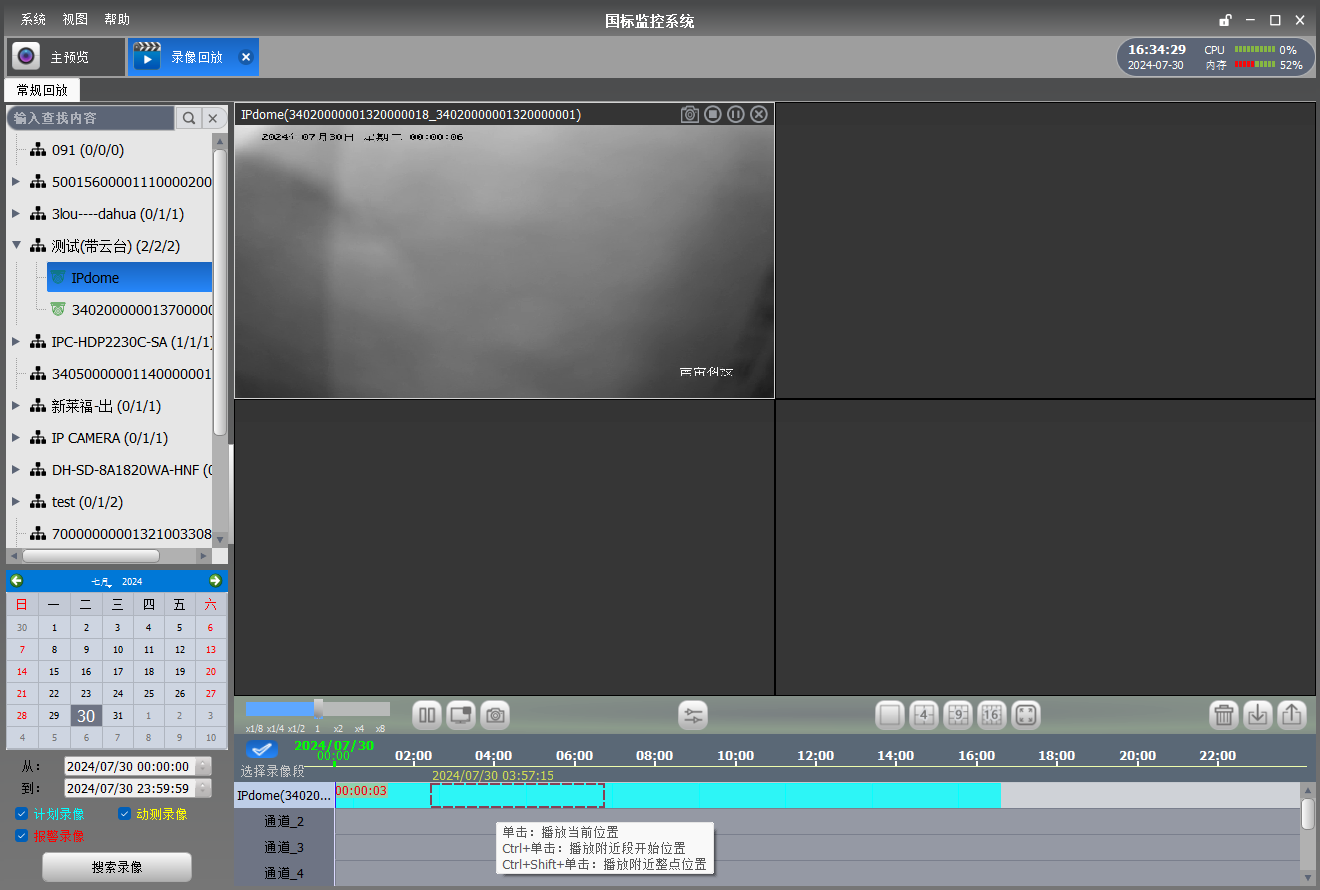 系统 视图 帮助
国标监控系统
主预览
录像回放
16:34:29 CPU 0%
2024-07-30 内存 52%
常规回放
输入查找内容
091 (0/0/0)
50015600001110000200
3lou----dahua (0/1/1)
测试(带云台) (2/2/2)
IPdome
340200000013700000
IPC-HDP2230C-SA (1/1/1)
34050000001140000001
新莱福-出 (0/1/1)
IP CAMERA (0/1/1)
DH-SD-8A1820WA-HNF (0
test (0/1/2)
70000000001321003308
IPdome(34020000001320000018_34020000001320000001)
2024年 07月30日 星期二 00:00:06
七月, 2024
日 一 二 三 四 五 六
30 1 2 3 4 5 6
7 8 9 10 11 12 13
14 15 16 17 18 19 20
21 22 23 24 25 26 27
28 29 30 31 1 2 3
4 5 6 7 8 9 10
从: 2024/07/30 00:00:00
到: 2024/07/30 23:59:59
计划录像 动测录像
报警录像
搜索录像
x1/8 x1/4 x1/2 1 x2 x4 x8
4 9 16
2024/07/30
00:00 02:00 04:00 06:00 08:00 10:00 12:00 14:00 16:00 18:00 20:00 22:00
选择录像段
2024/07/30 03:57:15
IPdome(34020...
00:00:03
通道_2
通道_3
通道_4
单击: 播放当前位置
Ctrl+单击: 播放附近段开始位置
Ctrl+Shift+单击: 播放附近整点位置